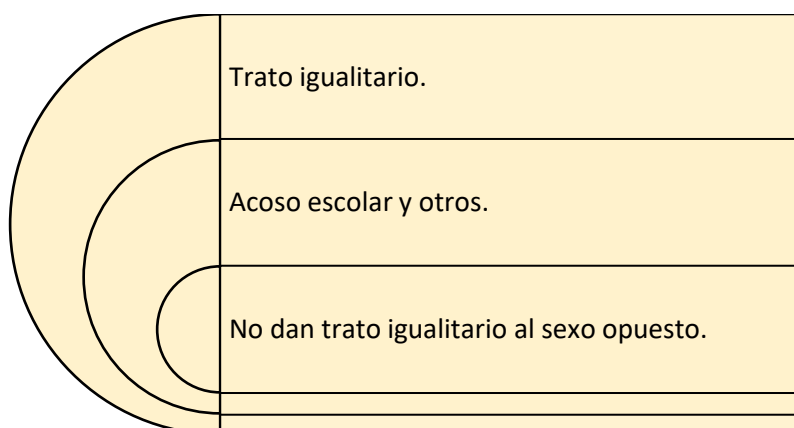 Trato igualitario.
Acoso escolar y otros.
No dan trato igualitario al sexo opuesto.